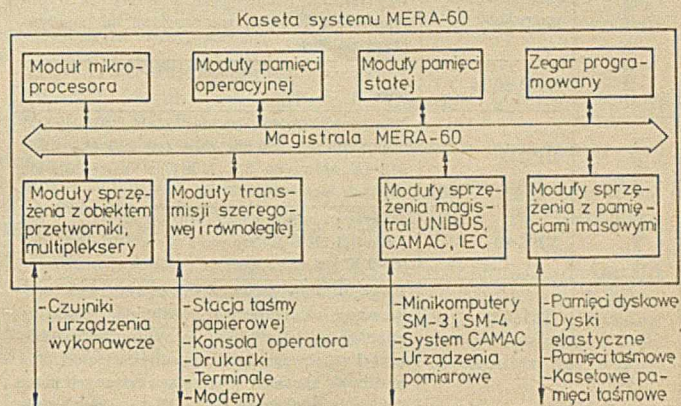 Kaseta systemu MERA-60
Moduł mikro-
procesora
Moduły pamięci
operacyjnej
Moduły pamięci
stałej
Zegar progra-
mowany
Magistrala MERA-60
Moduły sprzę-
żenia z obiektem
przetworniki,
multipleksery
Moduły trans-
misji szerego-
wej i równoległej
Moduły
sprzężenia magis-
tral UNIBUS,
CAMAC, IEC
Moduły sprzę-
żenia z pamię-
ciami masowymi
-Czujniki
i urządzenia
wykonawcze
-Stacja taśmy
papierowej
-Konsola operatora
-Drukarki
-Terminale
-Modemy
-Minikomputery
SM-3 i SM-4
-System CAMAC
-Urządzenia
pomiarowe
-Pamięci dyskowe
-Dyski
elastyczne
-Pamięci taśmowe
-Kasetowe pa-
mięci taśmowe